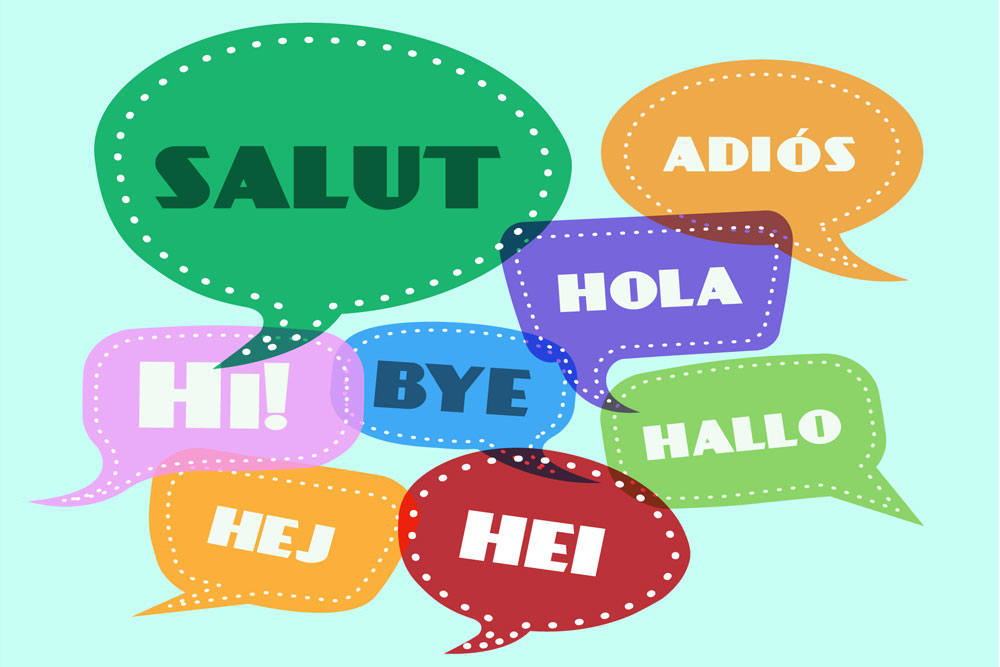 SALUT
ADIÓS
HOLA
Hi!
BYE
HALLO
HEJ
HEI